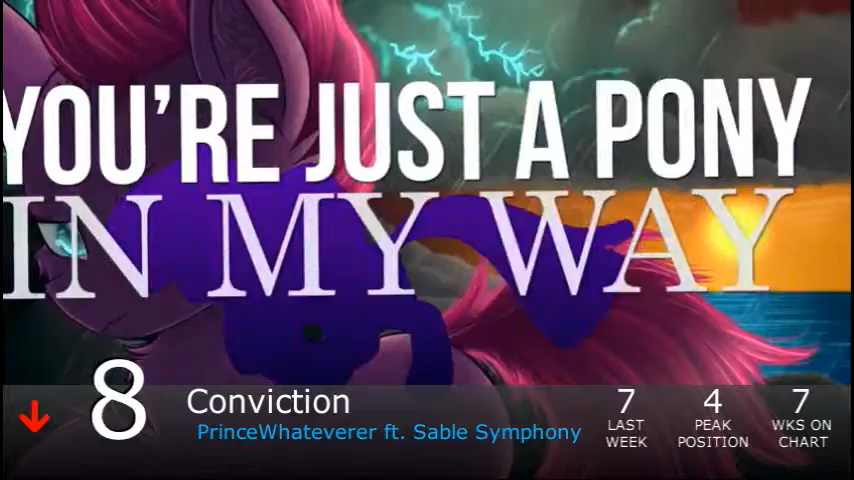 YOU'RE JUST A PONY
IN MY WAY
8
Conviction
PrinceWhateverer ft. Sable Symphony
7
LAST
WEEK
4
PEAK
POSITION
7
WKS ON
CHART